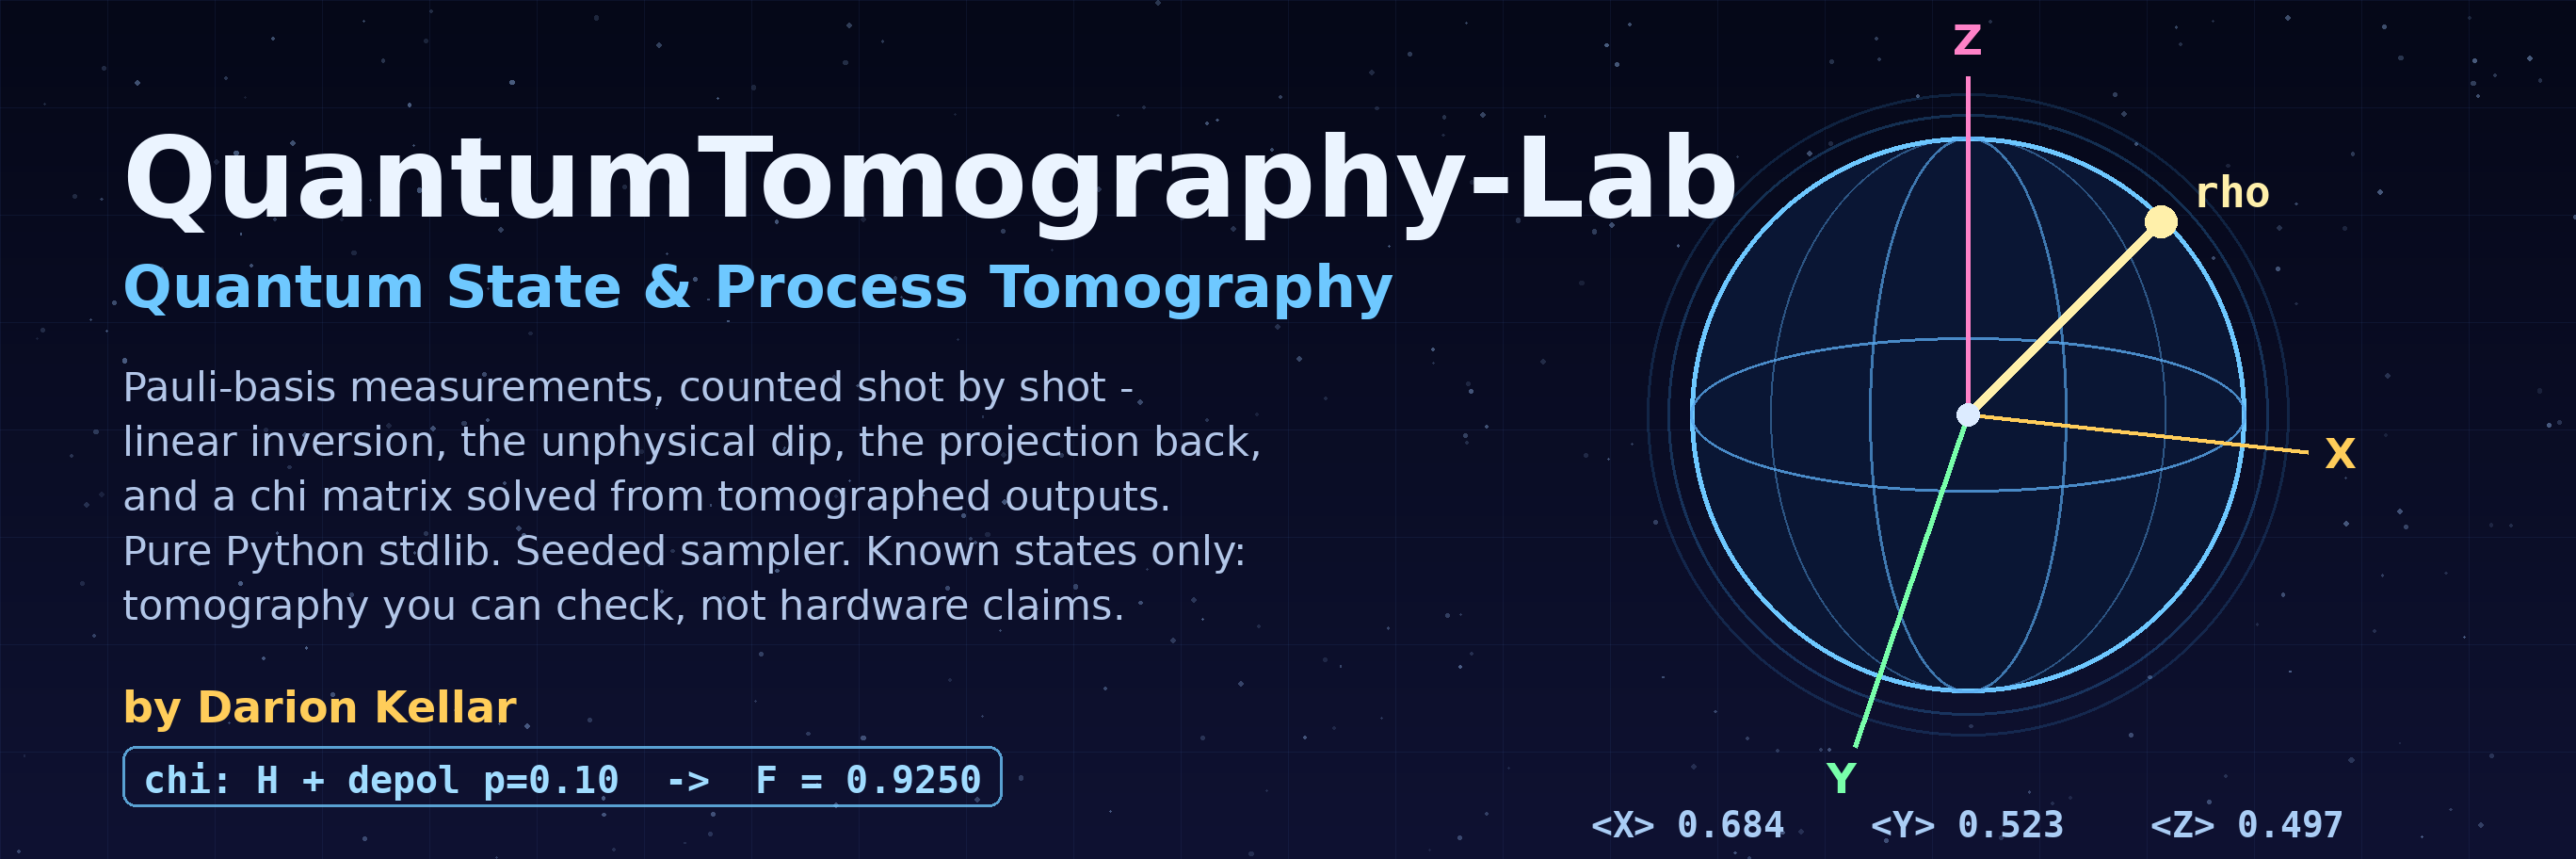 QuantumTomography-Lab
Quantum State & Process Tomography
Pauli-basis measurements, counted shot by shot -
linear inversion, the unphysical dip, the projection back,
and a chi matrix solved from tomographed outputs.
Pure Python stdlib. Seeded sampler. Known states only:
tomography you can check, not hardware claims.
by Darion Kellar
chi: H + depol p=0.10  ->  F = 0.9250
Z
rho
X
Y
<X> 0.684    <Y> 0.523    <Z> 0.497